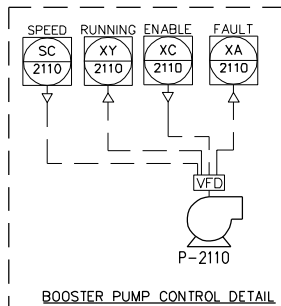 SPEED RUNNING ENABLE FAULT
SC XY XC XA
2110 2110 2110 2110
VFD
P-2110
BOOSTER PUMP CONTROL DETAIL